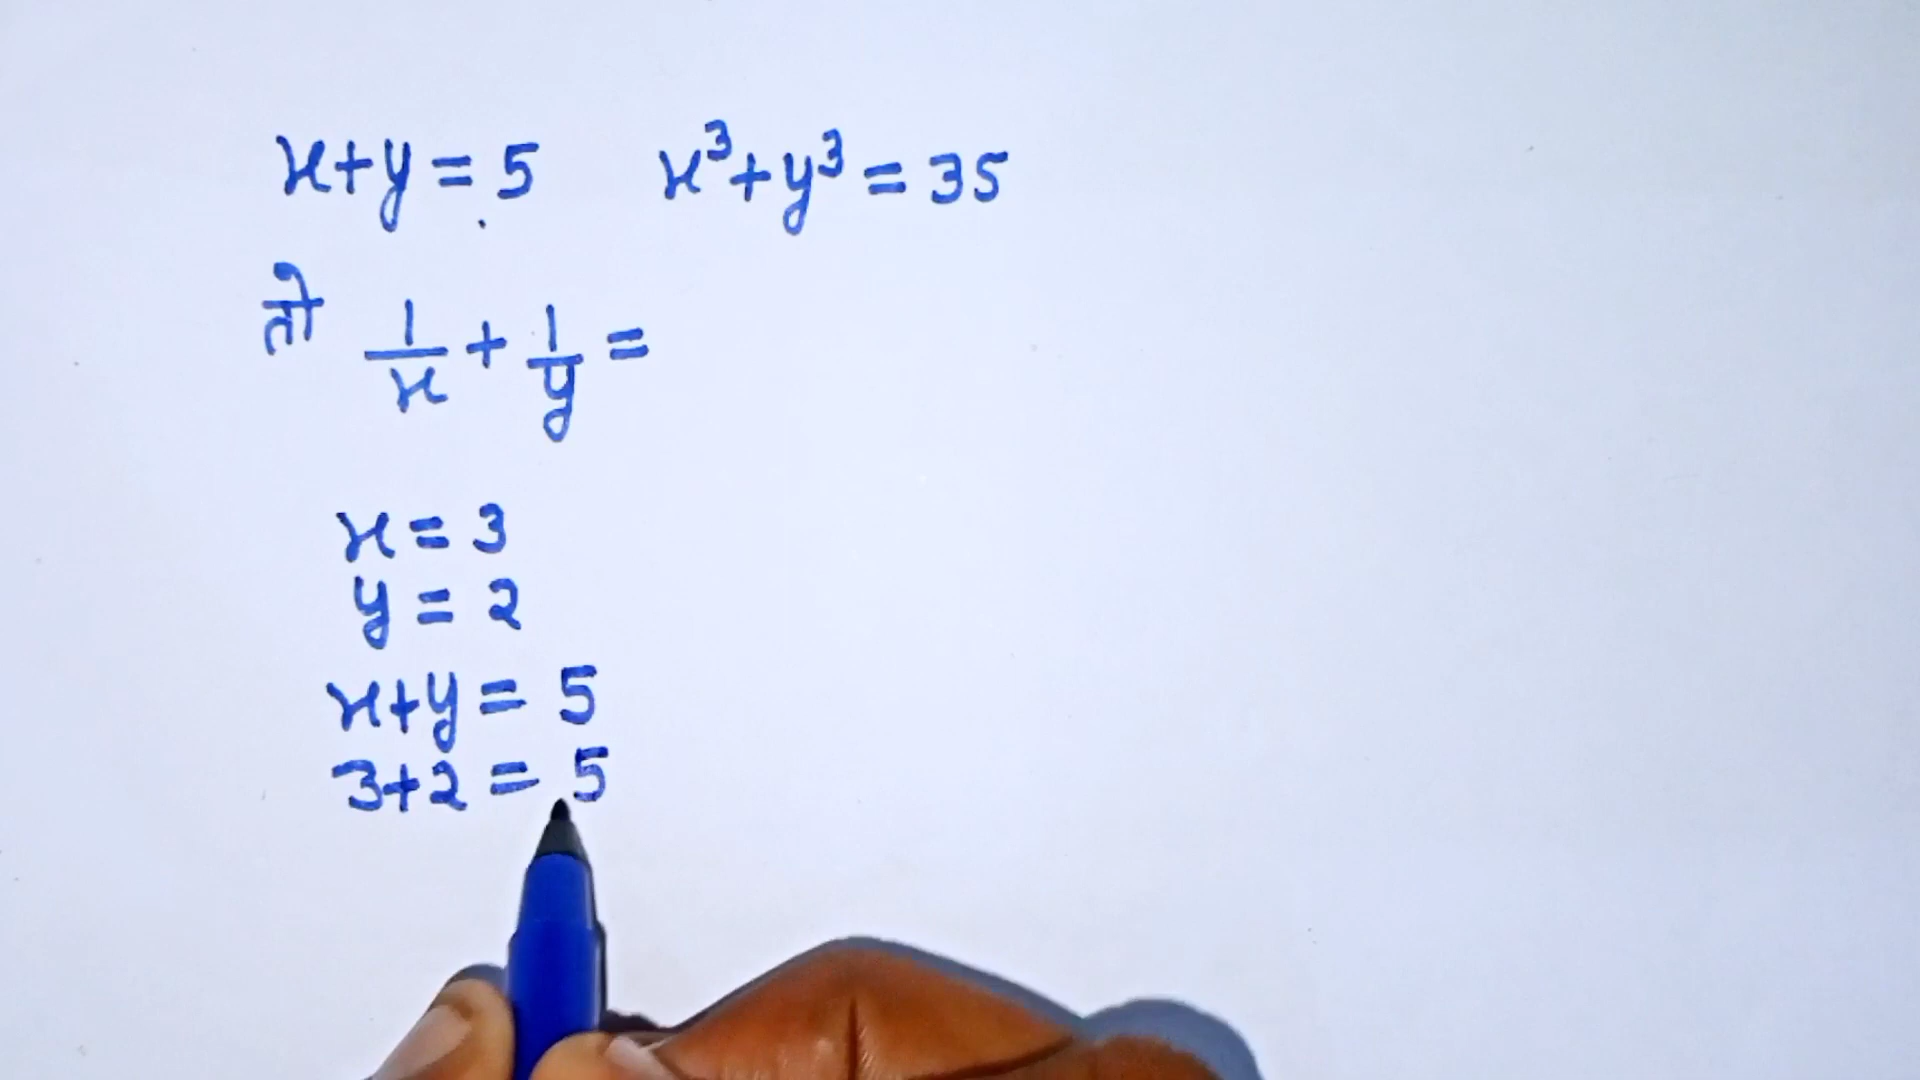 x+y = 5 x³+y³ = 35
तो 1/x + 1/y =
x = 3
y = 2
x+y = 5
3+2 = 5